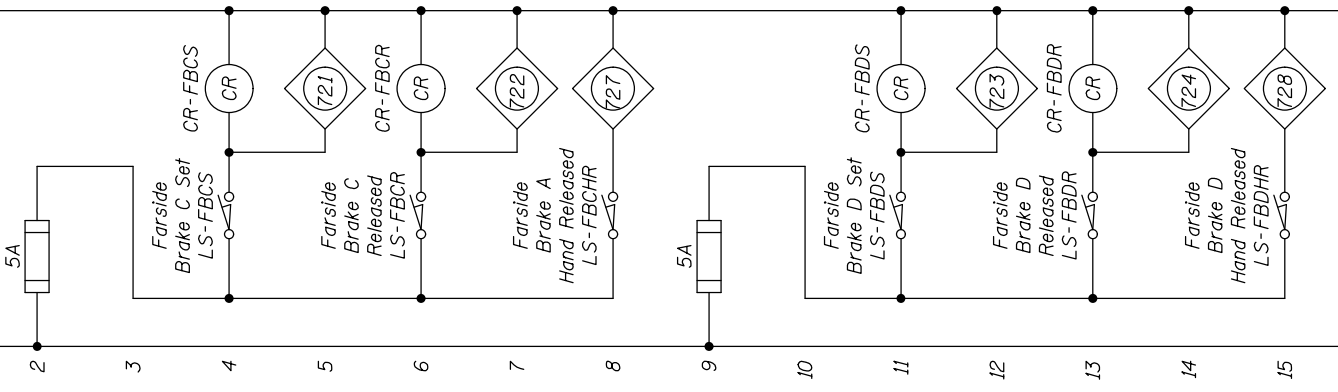 2
5A
3
4
Farside
Brake C Set
LS-FBCS
CR-FBCS
CR
5
721
6
Farside
Brake C
Released
LS-FBCR
CR-FBCR
CR
7
722
8
Farside
Brake A
Hand Released
LS-FBCHR
727
9
5A
10
11
Farside
Brake D Set
LS-FBDS
CR-FBDS
CR
12
723
13
Farside
Brake D
Released
LS-FBDR
CR-FBDR
CR
14
724
15
Farside
Brake D
Hand Released
LS-FBDHR
728